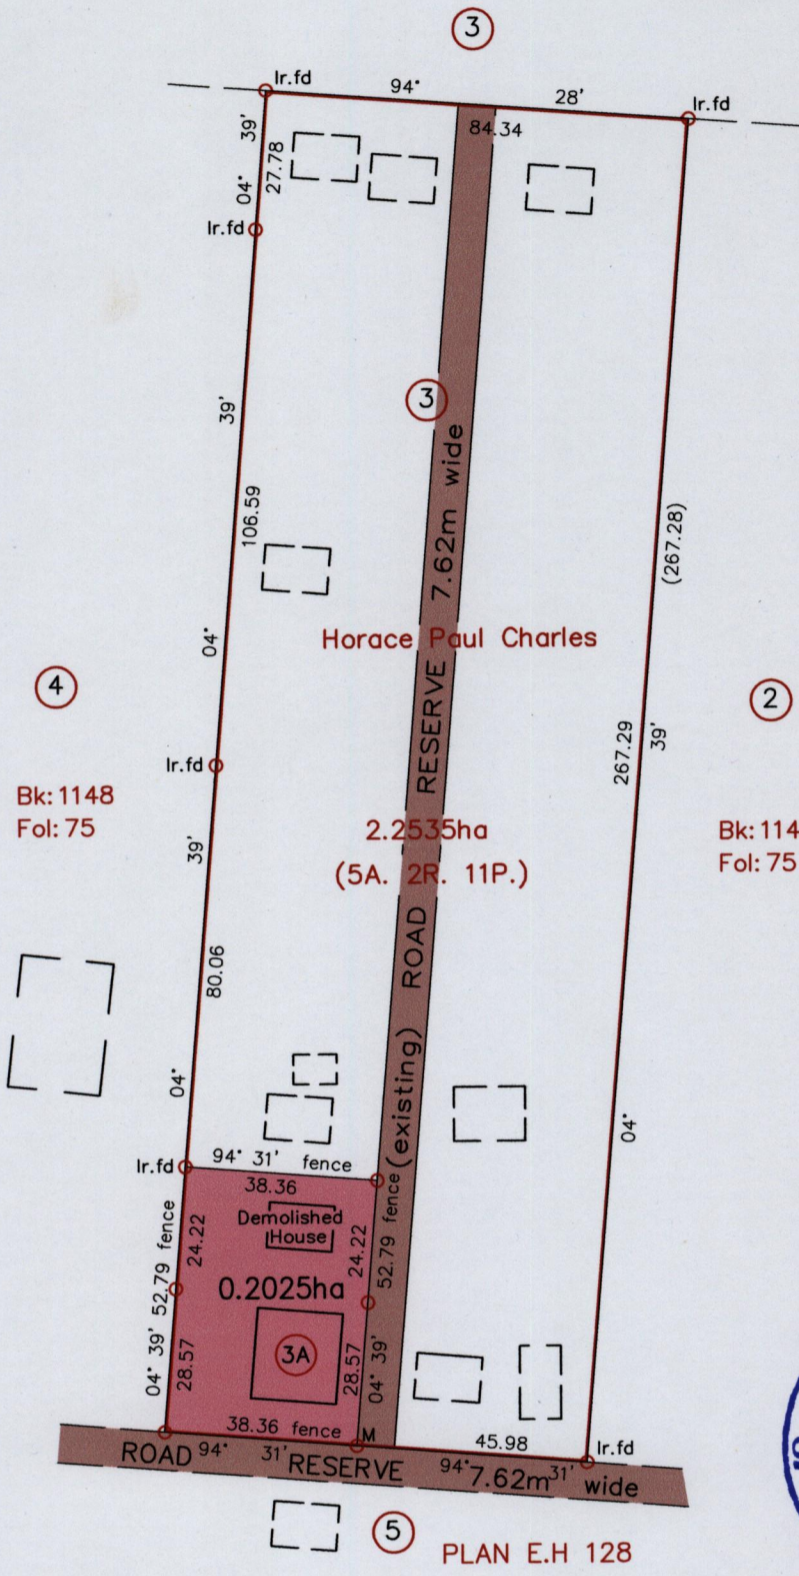 3
Ir.fd
94° 28'
Ir.fd
84.34
04° 39'
27.78
Ir.fd
39'
3
106.59
04°
(267.28)
267.29
39'
Horace Paul Charles
4
2
Bk: 1148
Fol: 75
Bk: 114
Fol: 75
Ir.fd
2.2535ha
(5A. 2R. 11P.)
39'
80.06
04°
04°
(existing) ROAD RESERVE 7.62m wide
Ir.fd
94° 31' fence
38.36
Demolished
House
24.22
24.22
04° 39' 52.79 fence
04° 39' 52.79 fence
0.2025ha
3A
28.57
28.57
38.36 fence
M
45.98
Ir.fd
ROAD 94° 31' RESERVE 94° 7.62m 31' wide
5
PLAN E.H 128